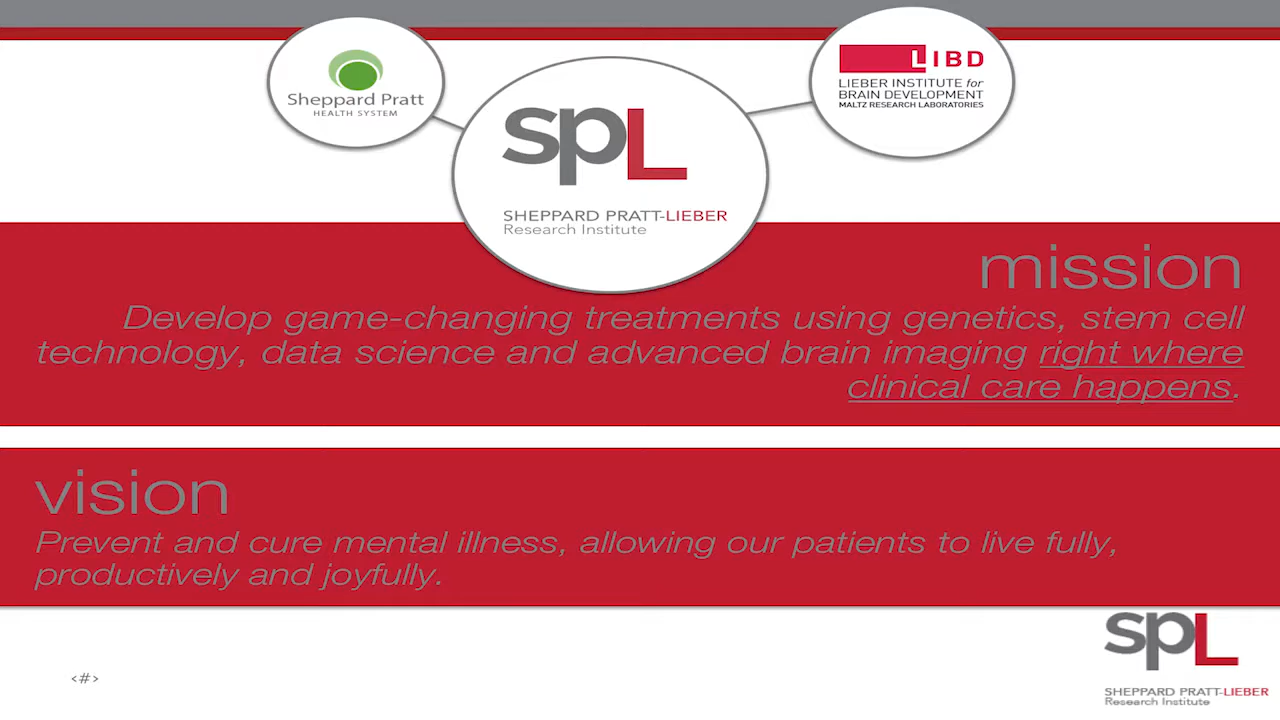 Sheppard Pratt
HEALTH SYSTEM
spL
SHEPPARD PRATT-LIEBER
Research Institute
LIBD
LIEBER INSTITUTE for
BRAIN DEVELOPMENT
MALTZ RESEARCH LABORATORIES
mission
Develop game-changing treatments using genetics, stem cell
technology, data science and advanced brain imaging right where
clinical care happens.
vision
Prevent and cure mental illness, allowing our patients to live fully,
productively and joyfully.
<#>
spL
SHEPPARD PRATT-LIEBER
Research Institute